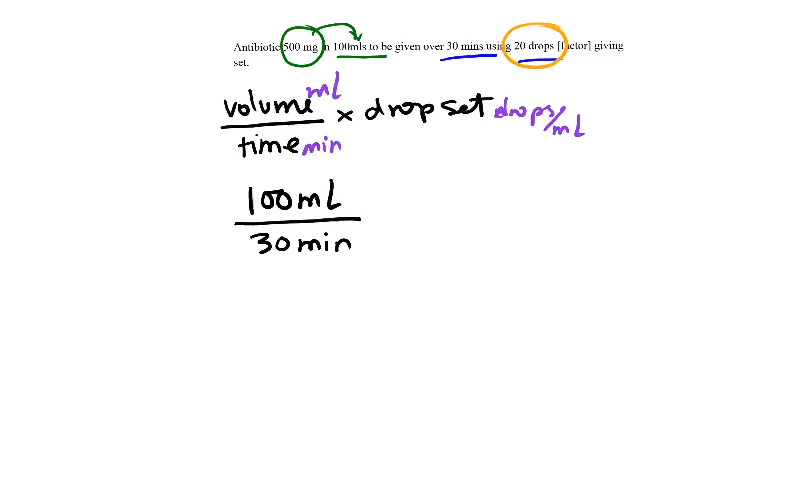 Antibiotic 500 mg in 100mls to be given over 30 mins using 20 drops [factor] giving
set.
volume mL × drop set drops/mL
time min
100mL
30min